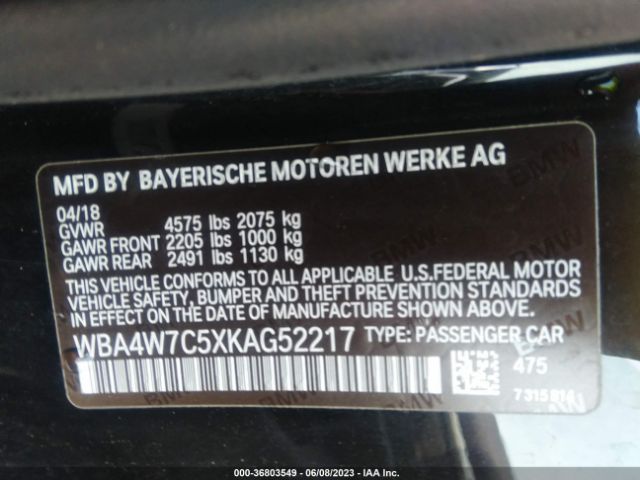 MFD BY BAYERISCHE MOTOREN WERKE AG
04/18
GVWR 4575 lbs 2075 kg
GAWR FRONT 2205 lbs 1000 kg
GAWR REAR 2491 lbs 1130 kg
THIS VEHICLE CONFORMS TO ALL APPLICABLE U.S.FEDERAL MOTOR
VEHICLE SAFETY, BUMPER AND THEFT PREVENTION STANDARDS
IN EFFECT ON THE DATE OF MANUFACTURE SHOWN ABOVE.
WBA4W7C5XKAG52217 TYPE: PASSENGER CAR
475
BMW
000-36803549 - 06/08/2023 - IAA Inc.